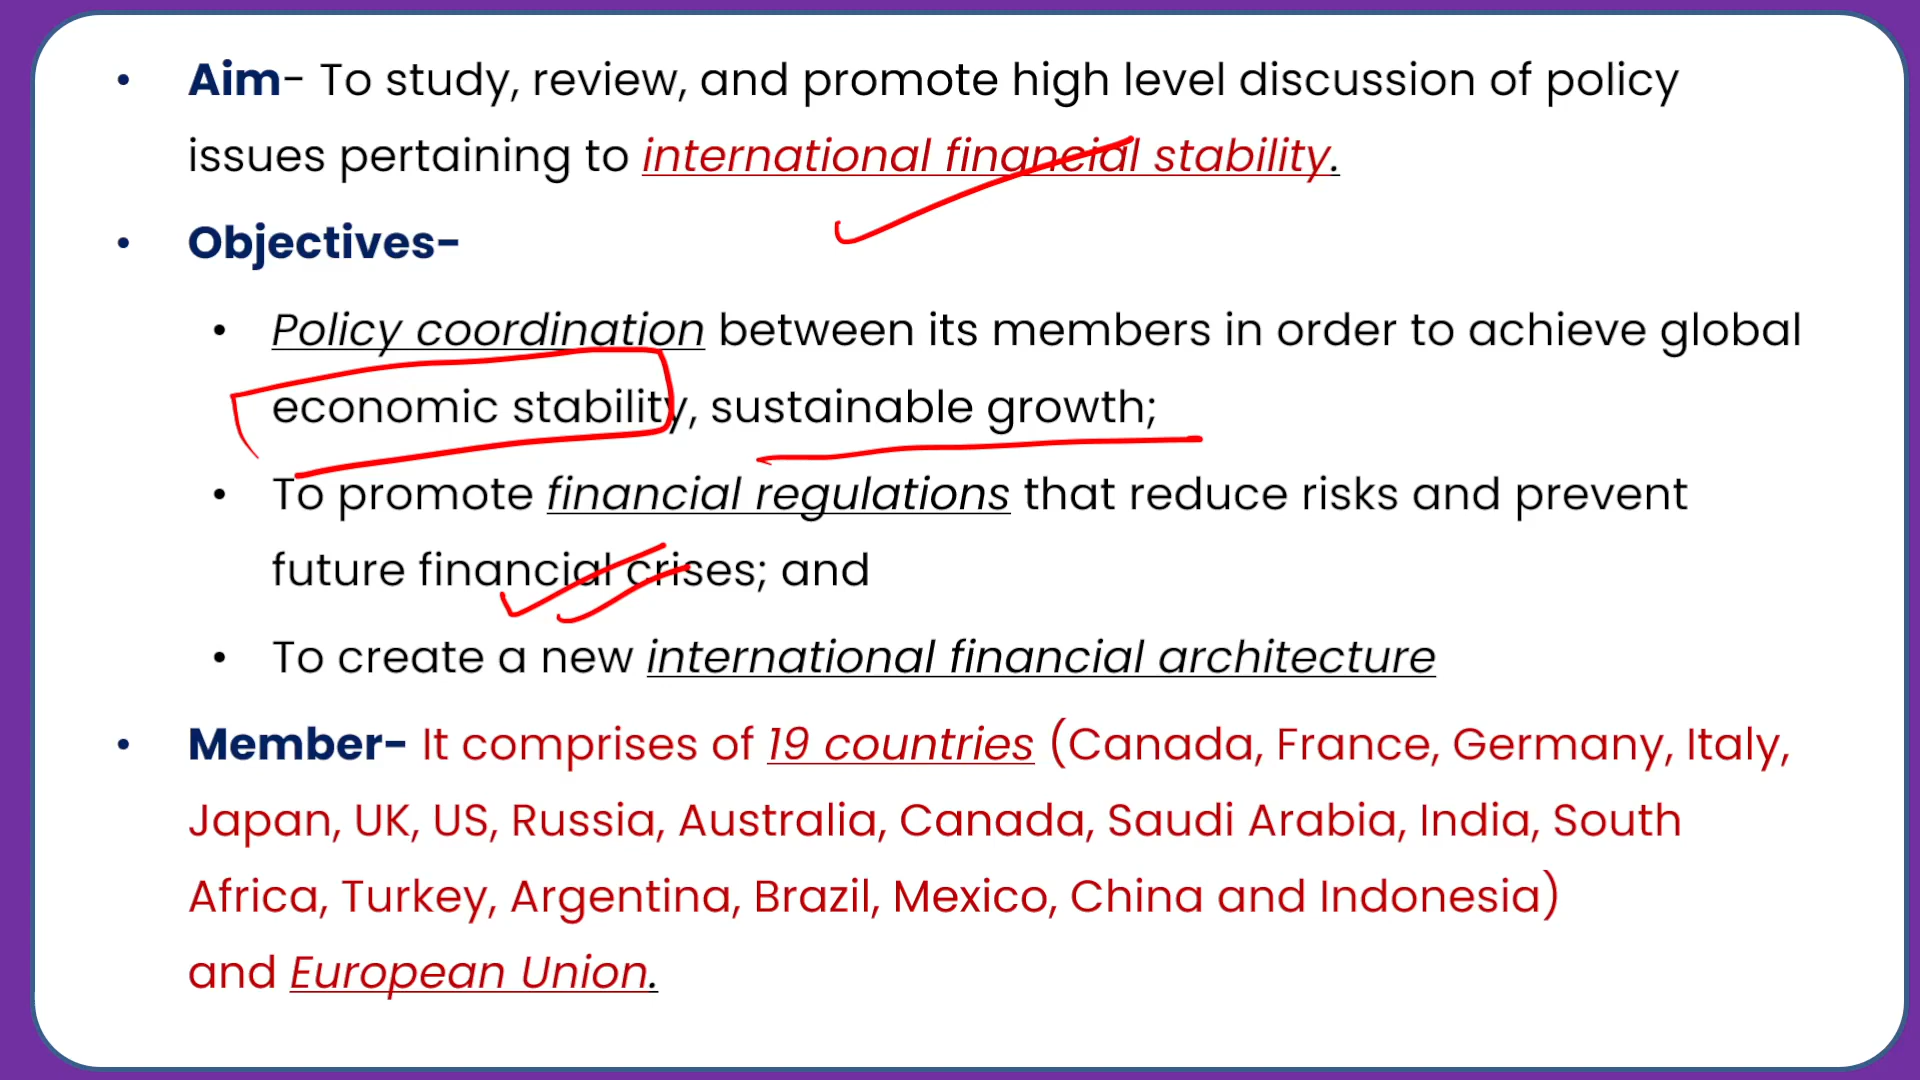 • Aim- To study, review, and promote high level discussion of policy
issues pertaining to international financial stability.
• Objectives-
• Policy coordination between its members in order to achieve global
economic stability, sustainable growth;
• To promote financial regulations that reduce risks and prevent
future financial crises; and
• To create a new international financial architecture
• Member- It comprises of 19 countries (Canada, France, Germany, Italy,
Japan, UK, US, Russia, Australia, Canada, Saudi Arabia, India, South
Africa, Turkey, Argentina, Brazil, Mexico, China and Indonesia)
and European Union.